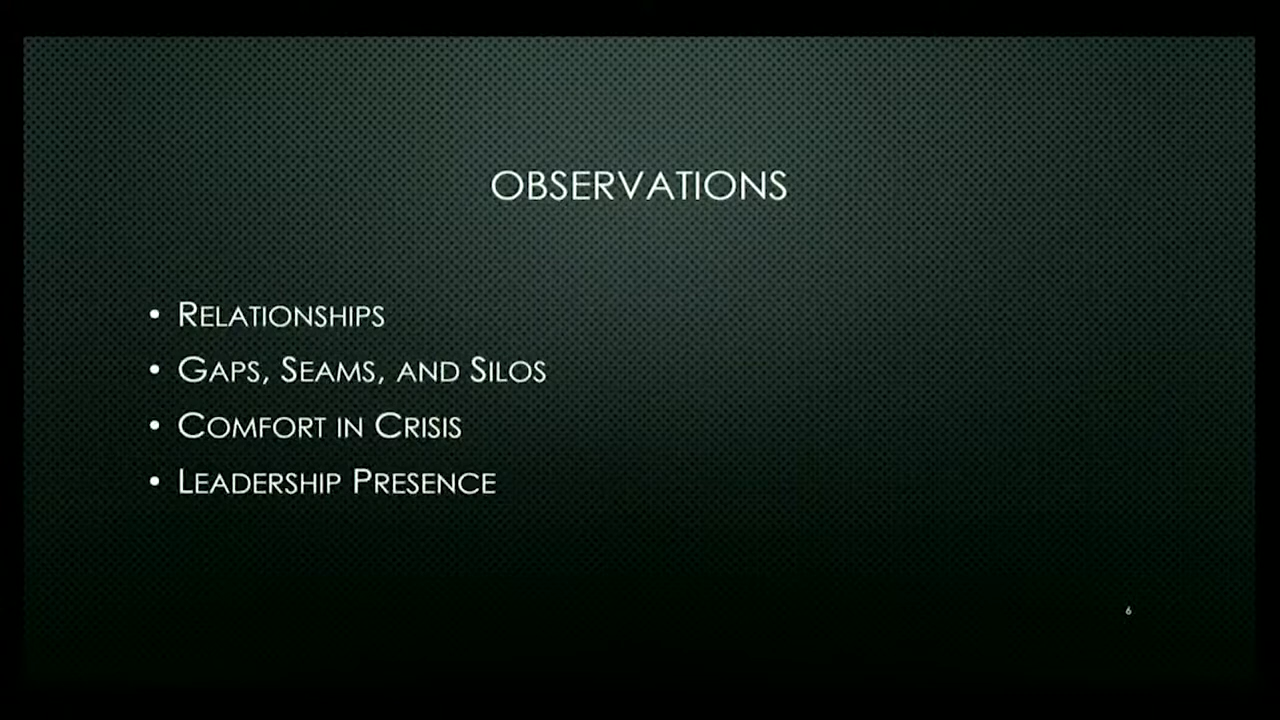 OBSERVATIONS
• RELATIONSHIPS
• GAPS, SEAMS, AND SILOS
• COMFORT IN CRISIS
• LEADERSHIP PRESENCE
6